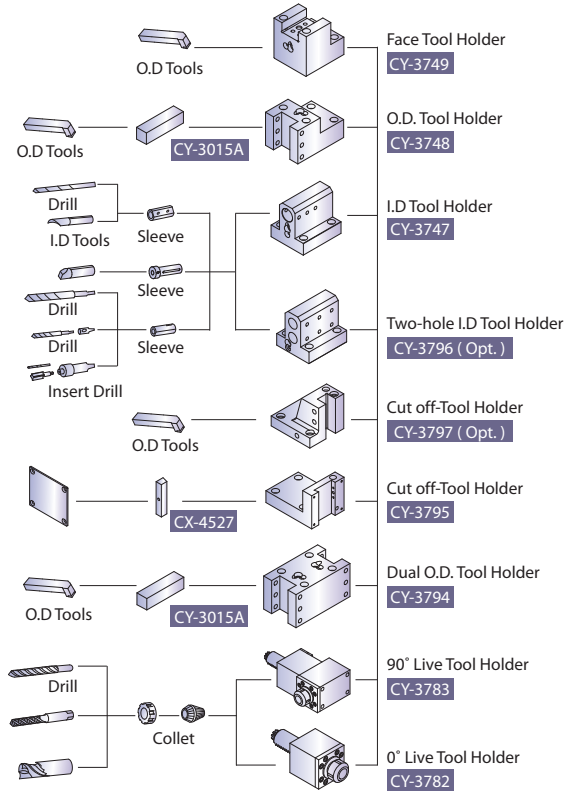 Face Tool Holder
CY-3749
O.D Tools
O.D. Tool Holder
CY-3748
O.D Tools
CY-3015A
I.D Tool Holder
CY-3747
Drill
I.D Tools
Sleeve
Sleeve
Drill
Drill
Sleeve
Insert Drill
Two-hole I.D Tool Holder
CY-3796 ( Opt. )
Cut off-Tool Holder
CY-3797 ( Opt. )
O.D Tools
Cut off-Tool Holder
CY-3795
CX-4527
Dual O.D. Tool Holder
CY-3794
O.D Tools
CY-3015A
90˚ Live Tool Holder
CY-3783
Drill
Collet
0˚ Live Tool Holder
CY-3782